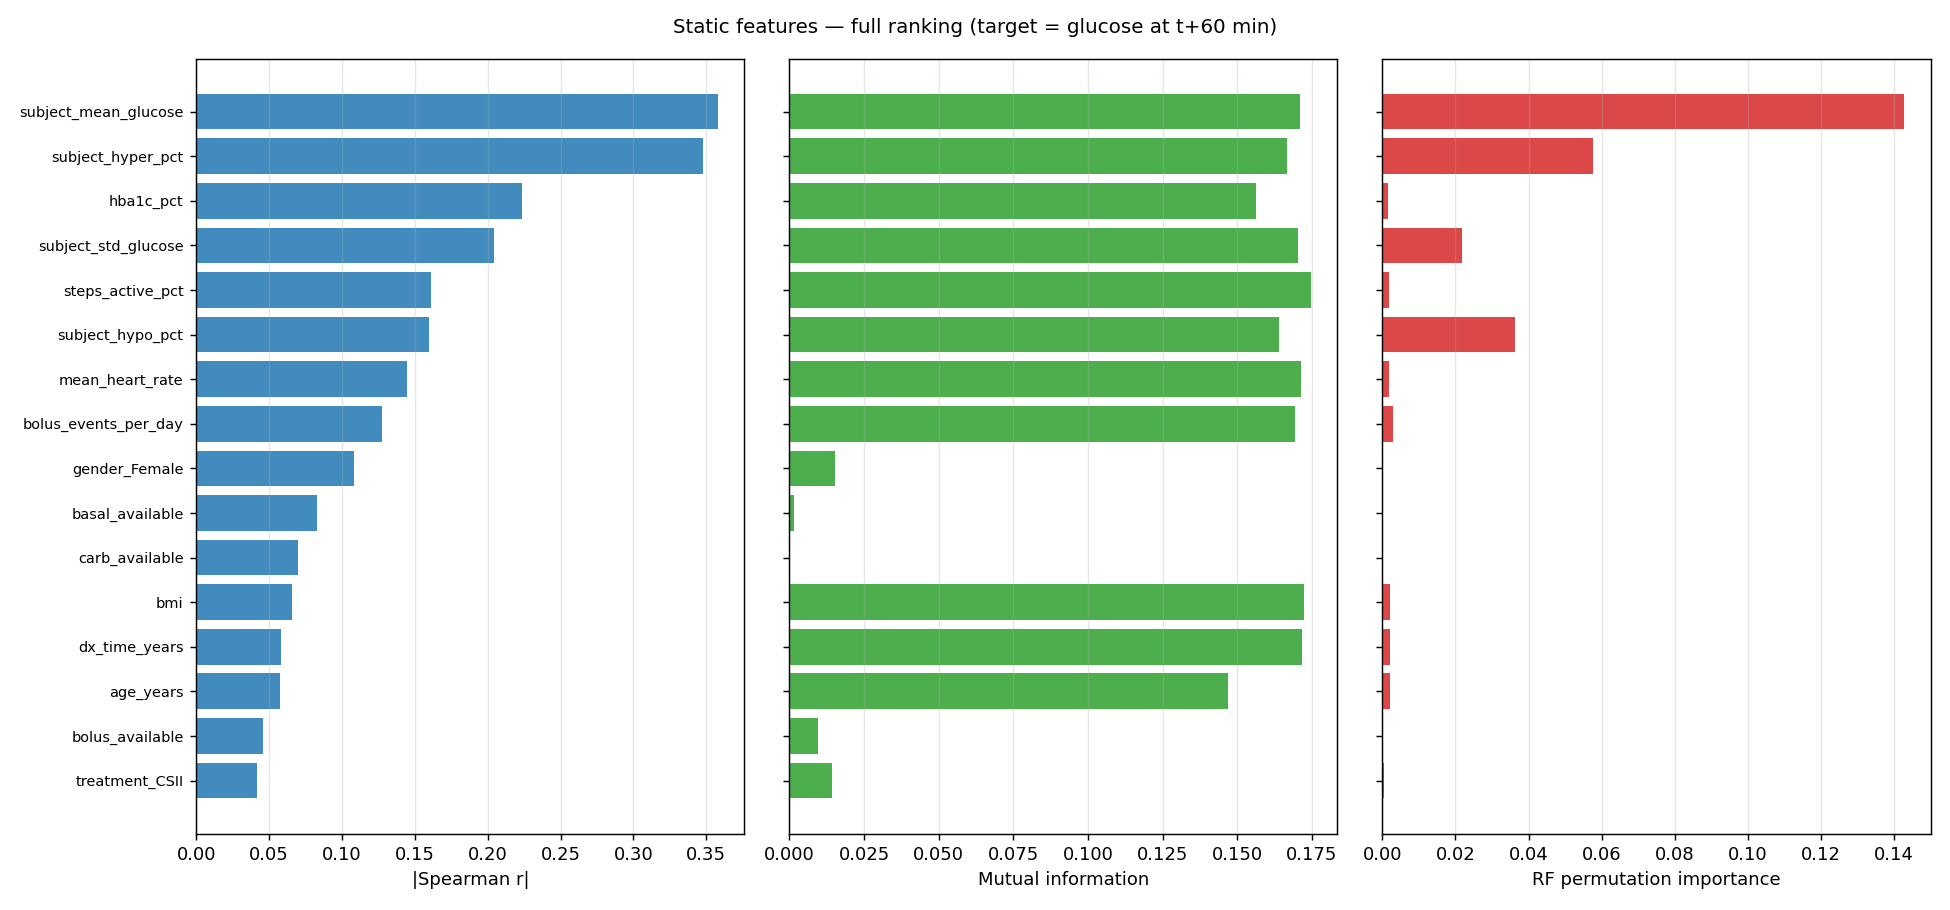 Static features — full ranking (target = glucose at t+60 min)
subject_mean_glucose
subject_hyper_pct
hba1c_pct
subject_std_glucose
steps_active_pct
subject_hypo_pct
mean_heart_rate
bolus_events_per_day
gender_Female
basal_available
carb_available
bmi
dx_time_years
age_years
bolus_available
treatment_CSII
0.00 0.05 0.10 0.15 0.20 0.25 0.30 0.35
|Spearman r|
0.000 0.025 0.050 0.075 0.100 0.125 0.150 0.175
Mutual information
0.00 0.02 0.04 0.06 0.08 0.10 0.12 0.14
RF permutation importance